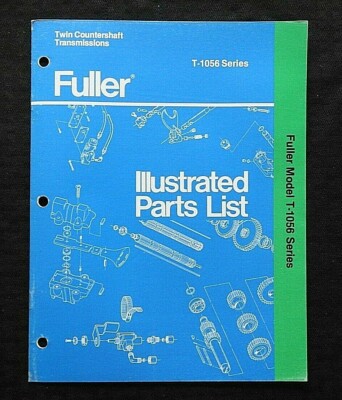 Twin Countershaft
Transmissions
T-1056 Series
Fuller®
Illustrated
Parts List
Fuller Model T-1056 Series